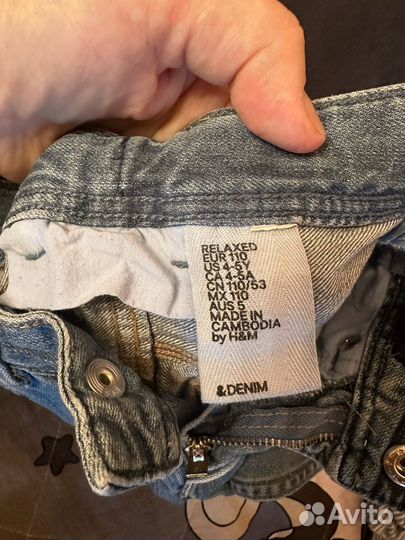 RELAXED
EUR 110
US 4-5Y
CA 4-5A
CN 110/53
MX 110
AUS 5
MADE IN
CAMBODIA
by H&M
&DENIM
Avito